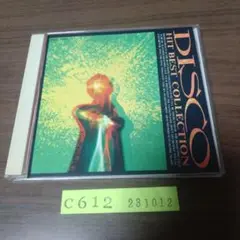 DISCO
HIT BEST COLLECTION
C612 231012